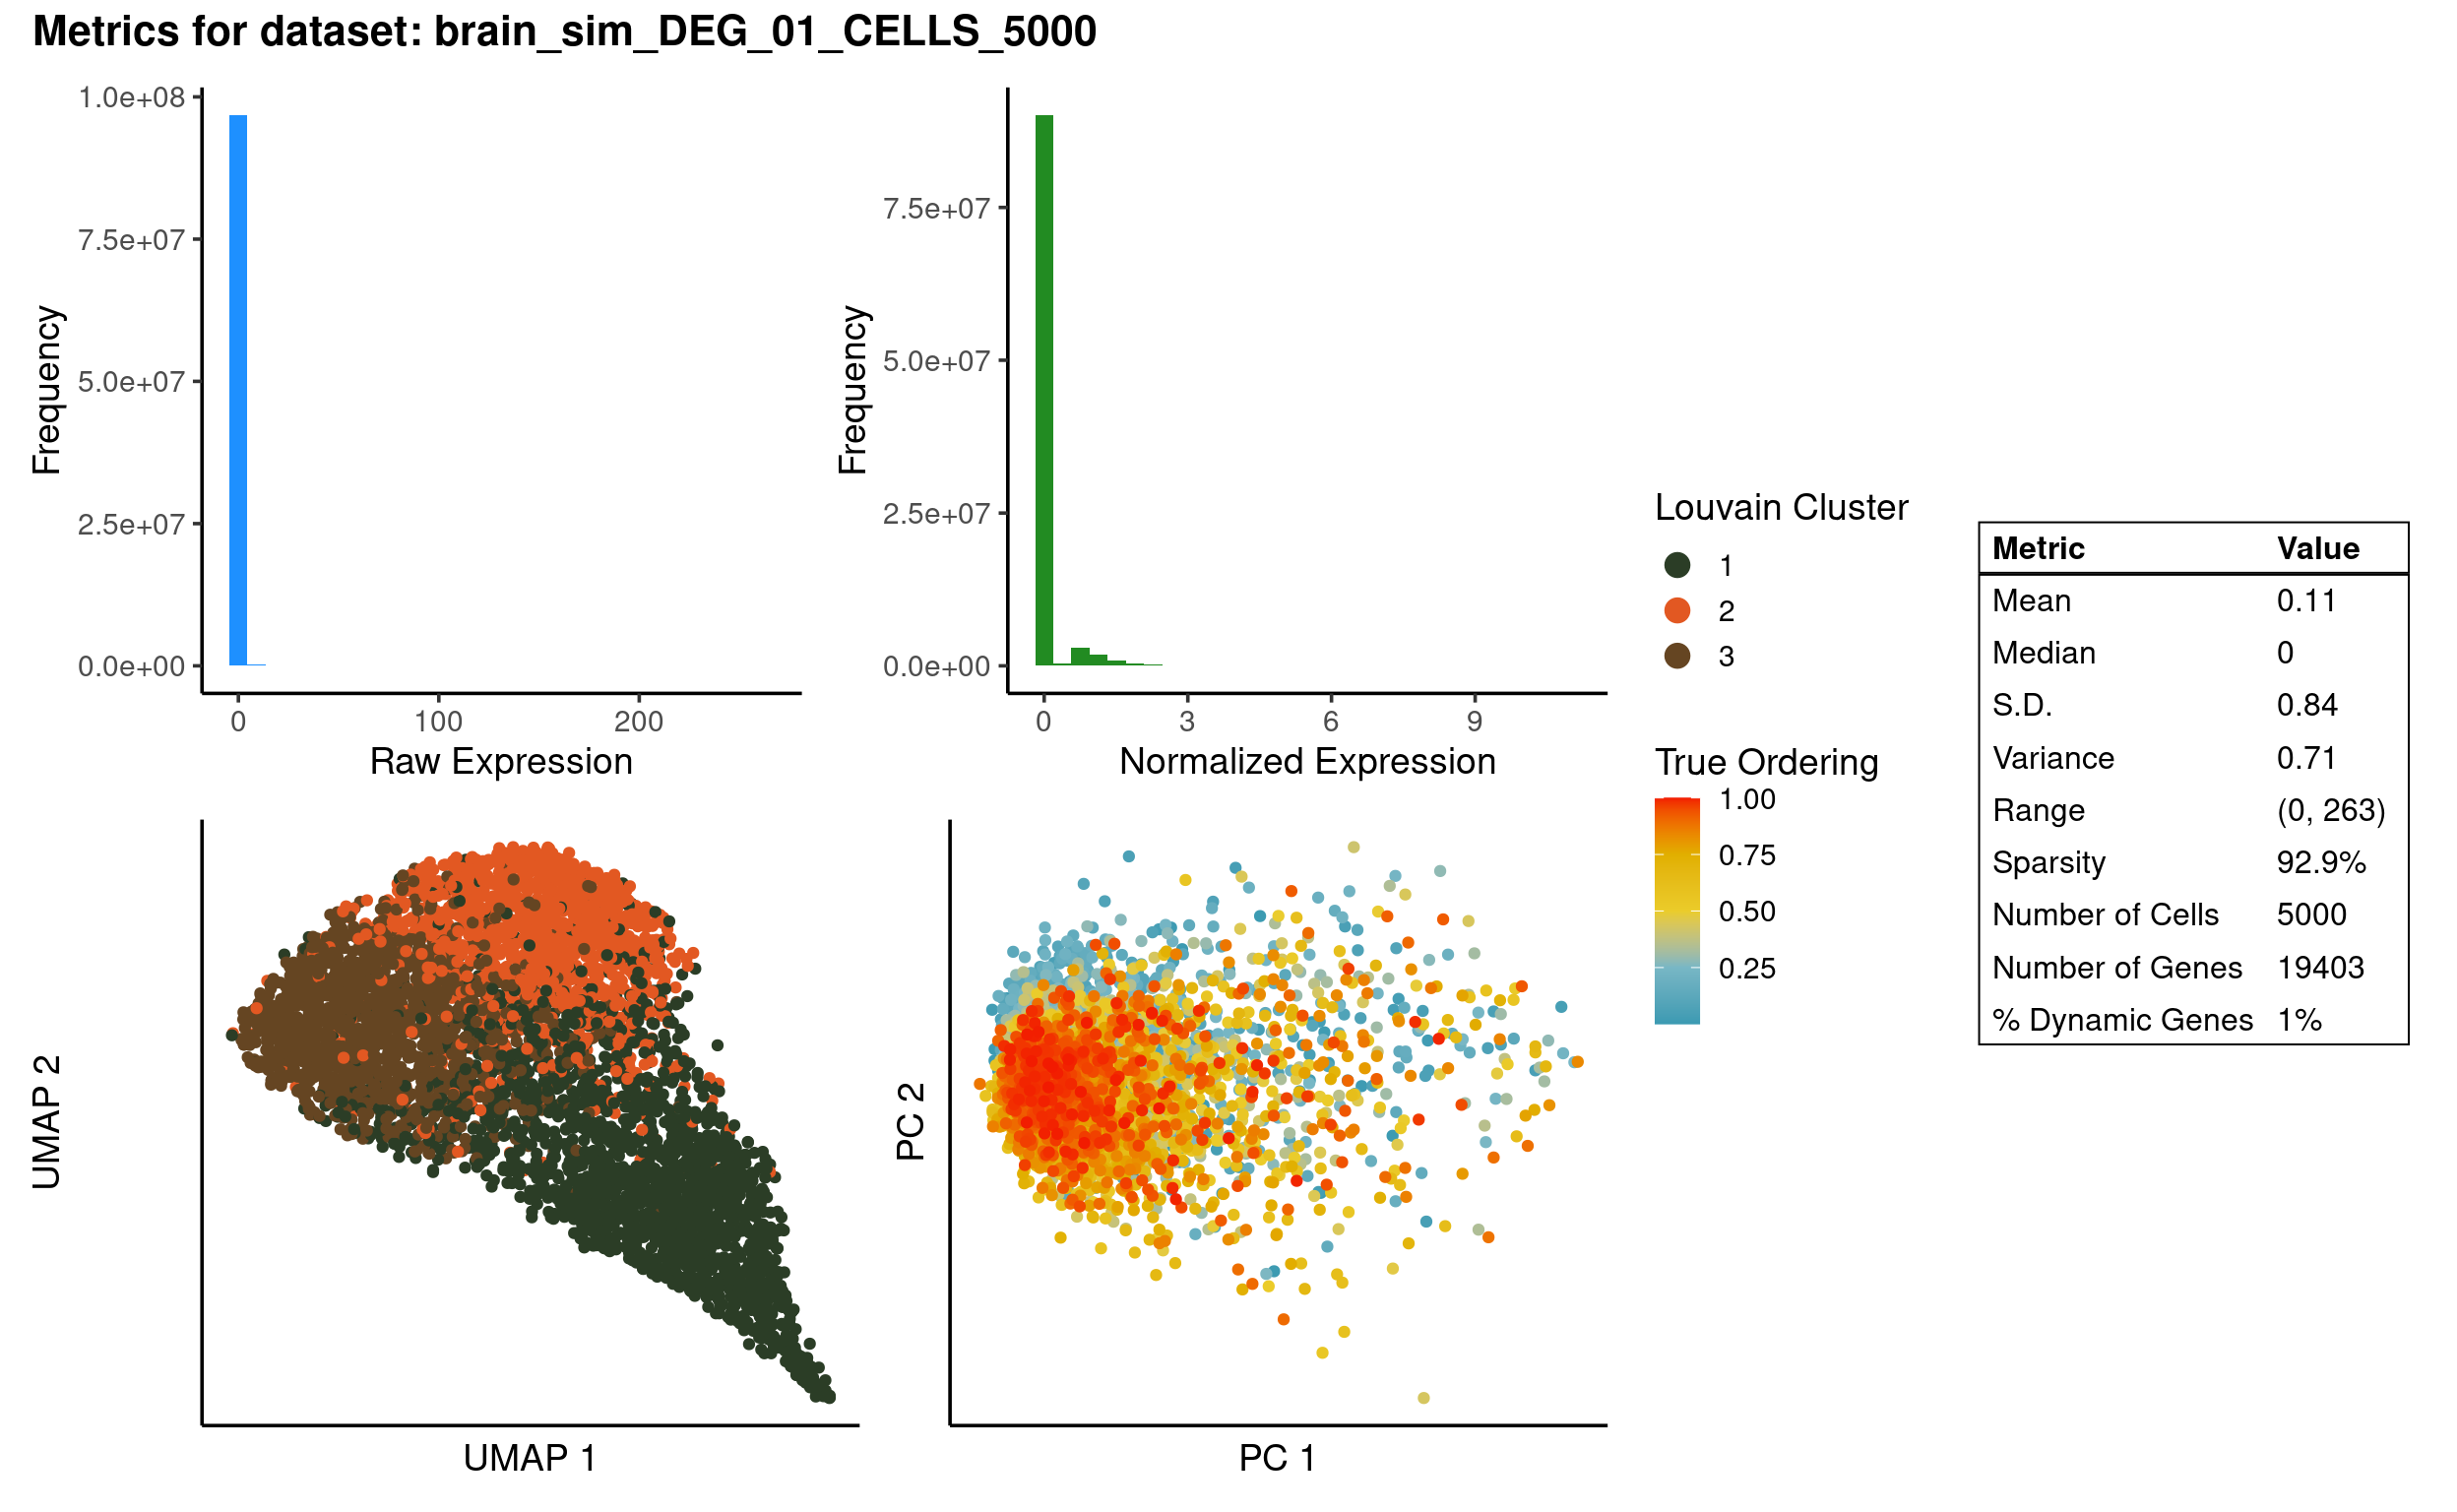 Metrics for dataset: brain_sim_DEG_01_CELLS_5000
1.0e+08
7.5e+07
5.0e+07
2.5e+07
0.0e+00
Frequency
0 100 200
Raw Expression
7.5e+07
5.0e+07
2.5e+07
0.0e+00
Frequency
0 3 6 9
Normalized Expression
UMAP 2
UMAP 1
PC 2
PC 1
Louvain Cluster
1
2
3
True Ordering
1.00
0.75
0.50
0.25
Metric Value
Mean 0.11
Median 0
S.D. 0.84
Variance 0.71
Range (0, 263)
Sparsity 92.9%
Number of Cells 5000
Number of Genes 19403
% Dynamic Genes 1%